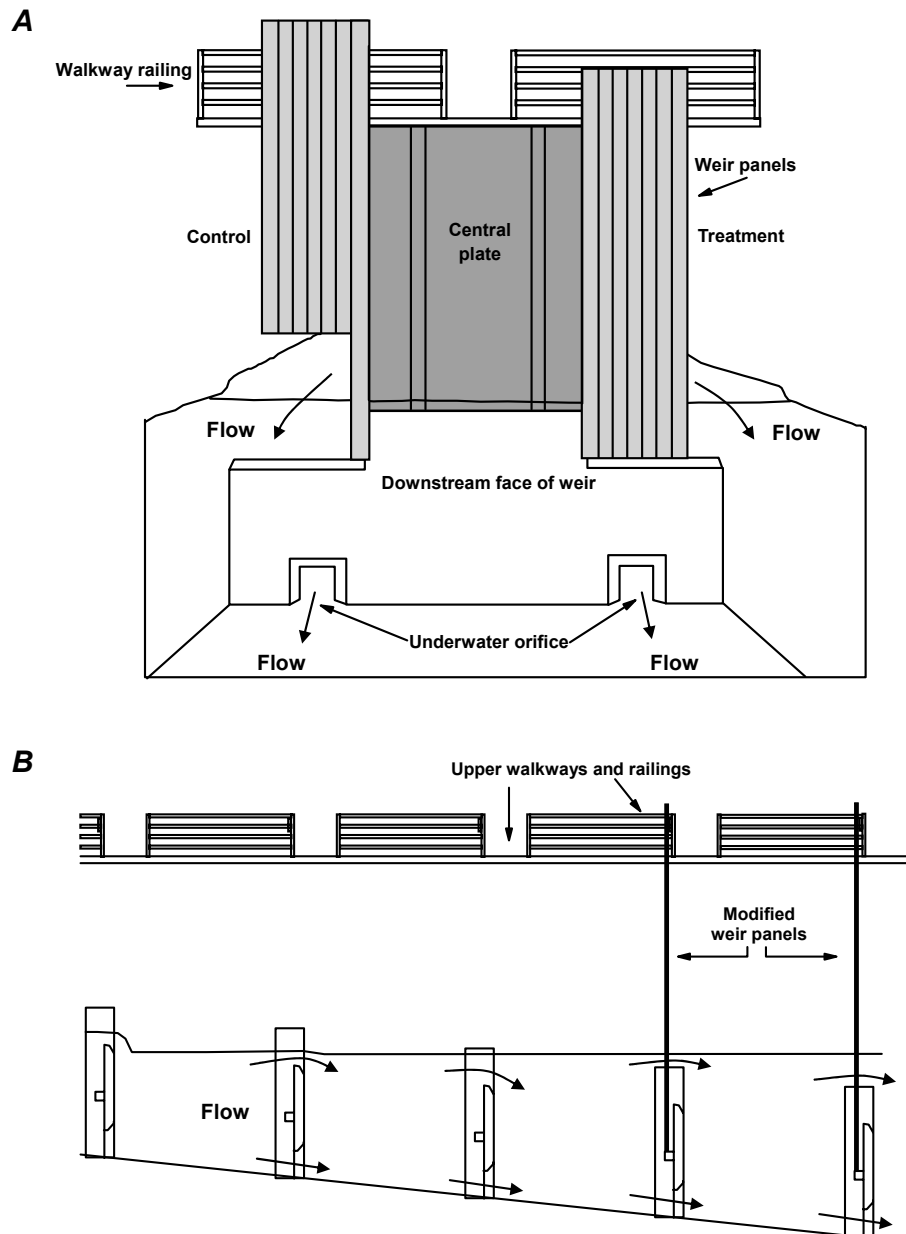 A
Walkway railing
Weir panels
Control
Central
plate
Treatment
Flow
Flow
Downstream face of weir
Underwater orifice
Flow
Flow
B
Upper walkways and railings
Modified
weir panels
Flow